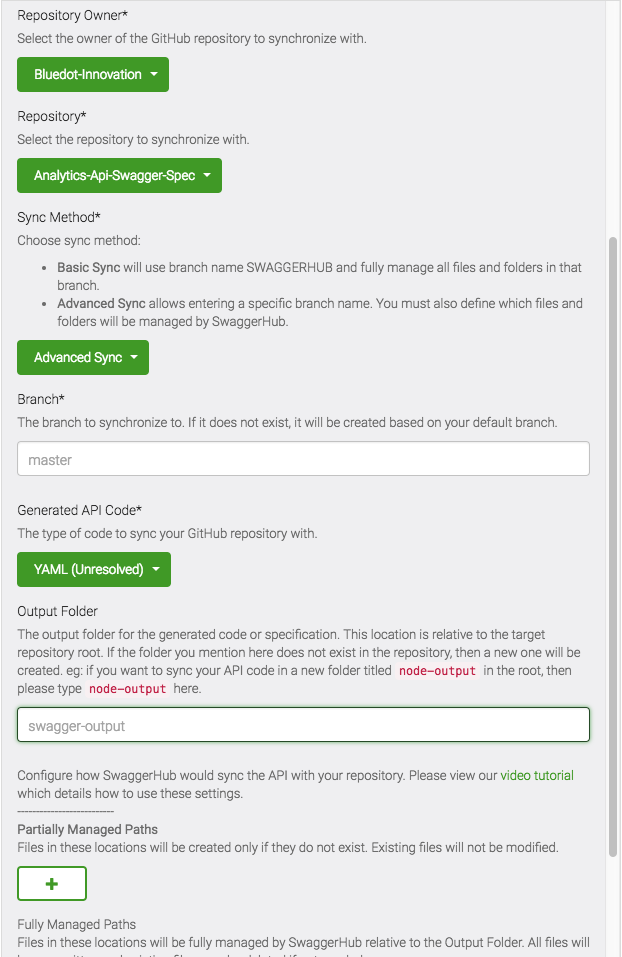 Repository Owner*
Select the owner of the GitHub repository to synchronize with.
Bluedot-Innovation
Repository*
Select the repository to synchronize with.
Analytics-Api-Swagger-Spec
Sync Method*
Choose sync method:
• Basic Sync will use branch name SWAGGERHUB and fully manage all files and folders in that
branch.
• Advanced Sync allows entering a specific branch name. You must also define which files and
folders will be managed by SwaggerHub.
Advanced Sync
Branch*
The branch to synchronize to. If it does not exist, it will be created based on your default branch.
master
Generated API Code*
The type of code to sync your GitHub repository with.
YAML (Unresolved)
Output Folder
The output folder for the generated code or specification. This location is relative to the target
repository root. If the folder you mention here does not exist in the repository, then a new one will be
created. eg: if you want to sync your API code in a new folder titled node-output in the root, then
please type node-output here.
swagger-output
Configure how SwaggerHub would sync the API with your repository. Please view our video tutorial
which details how to use these settings.
--------------------------
Partially Managed Paths
Files in these locations will be created only if they do not exist. Existing files will not be modified.
+
Fully Managed Paths
Files in these locations will be fully managed by SwaggerHub relative to the Output Folder. All files will